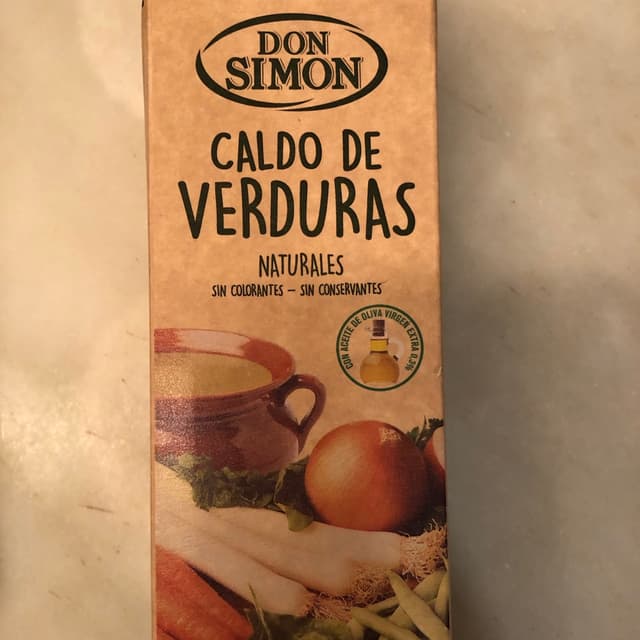 DON
SIMON
CALDO DE
VERDURAS
NATURALES
SIN COLORANTES – SIN CONSERVANTES
CON ACEITE DE OLIVA VIRGEN EXTRA 0.3%